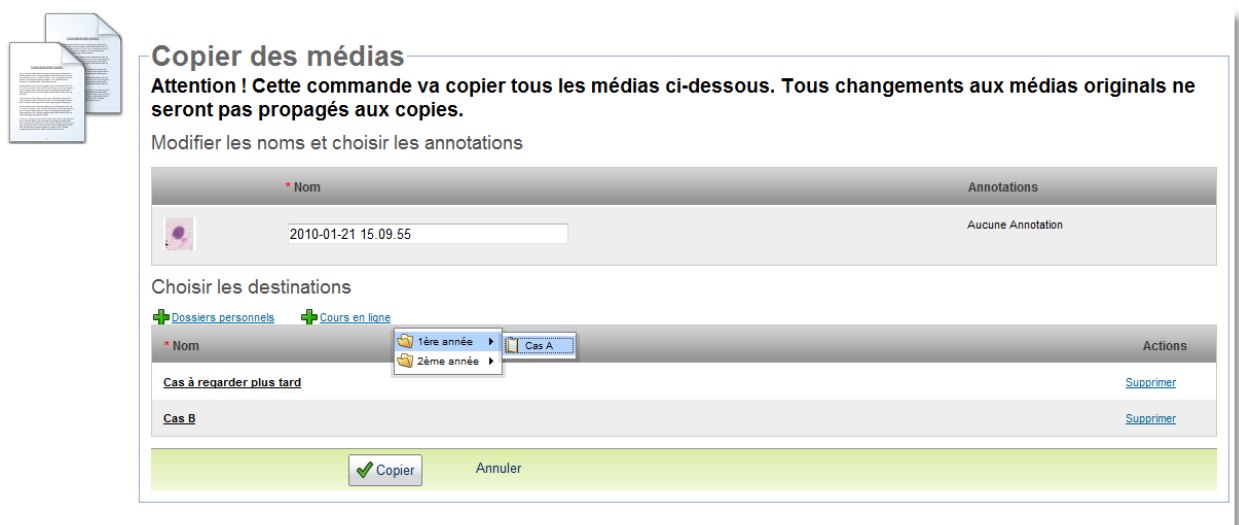 Copier des médias
Attention ! Cette commande va copier tous les médias ci-dessous. Tous changements aux médias originals ne
seront pas propagés aux copies.
Modifier les noms et choisir les annotations
* Nom Annotations
2010-01-21 15.09.55 Aucune Annotation
Choisir les destinations
Dossiers personnels Cours en ligne
* Nom 1ère année Cas A Actions
2ème année
Cas à regarder plus tard Supprimer
Cas B Supprimer
Copier Annuler